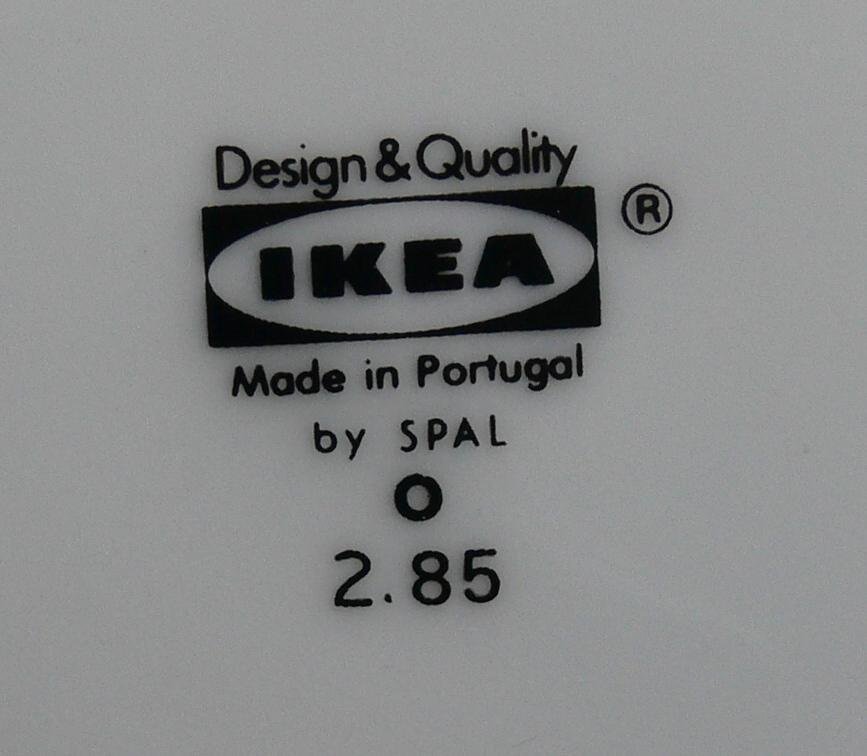 Design & Quality
IKEA ®
Made in Portugal
by SPAL
O
2.85